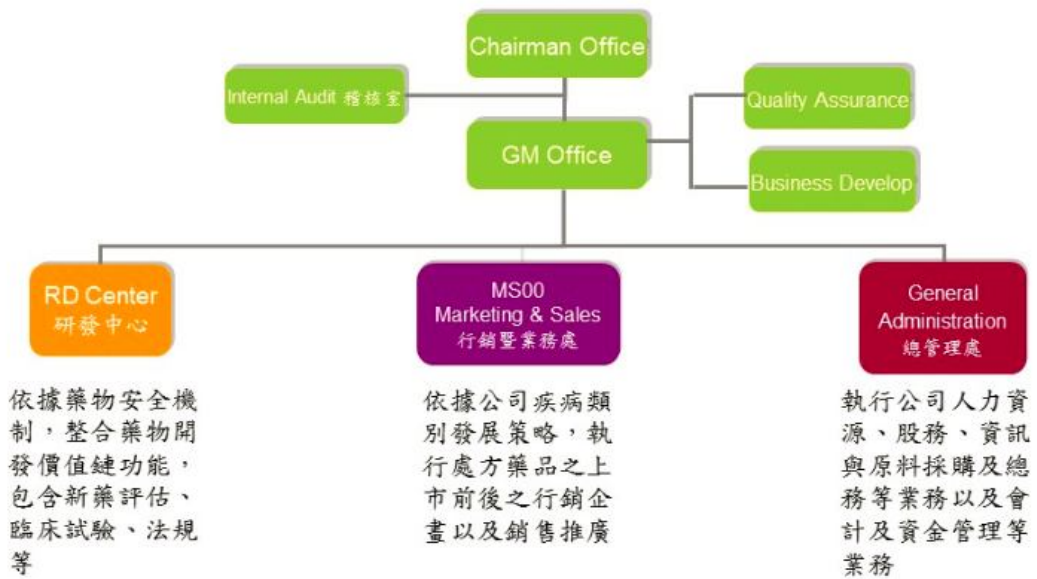 Chairman Office
Internal Audit 稽核室
Quality Assurance
GM Office
Business Develop
RD Center
研發中心
MS00
Marketing & Sales
行銷暨業務處
General
Administration
總管理處
依據藥物安全機
制，整合藥物開
發價值鏈功能，
包含新藥評估、
臨床試驗、法規
等
依據公司疾病類
別發展策略，執
行處方藥品之上
市前後之行銷企
畫以及銷售推廣
執行公司人力資
源、股務、資訊
與原料採購及總
務等業務以及會
計及資金管理等
業務